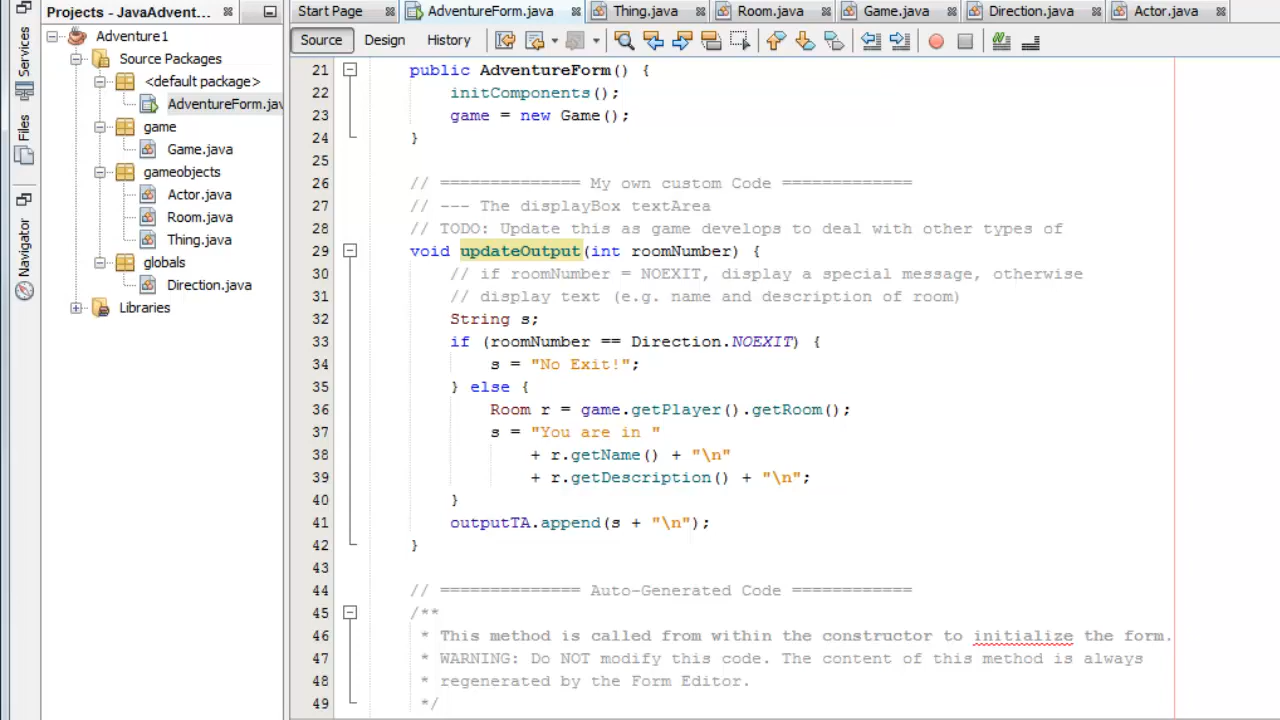 Projects - JavaAdvent...
Start Page
AdventureForm.java
Thing.java
Room.java
Game.java
Direction.java
Actor.java
Source
Design
History
Services
Files
Navigator
Adventure1
Source Packages
<default package>
AdventureForm.jav
game
Game.java
gameobjects
Actor.java
Room.java
Thing.java
globals
Direction.java
Libraries
21 public AdventureForm() {
22 initComponents();
23 game = new Game();
24 }
25
26 // ============== My own custom Code =============
27 // --- The displayBox textArea
28 // TODO: Update this as game develops to deal with other types of
29 void updateOutput(int roomNumber) {
30 // if roomNumber = NOEXIT, display a special message, otherwise
31 // display text (e.g. name and description of room)
32 String s;
33 if (roomNumber == Direction.NOEXIT) {
34 s = "No Exit!";
35 } else {
36 Room r = game.getPlayer().getRoom();
37 s = "You are in "
38 + r.getName() + "\n"
39 + r.getDescription() + "\n";
40 }
41 outputTA.append(s + "\n");
42 }
43
44 // ============== Auto-Generated Code ============
45 /**
46 * This method is called from within the constructor to initialize the form.
47 * WARNING: Do NOT modify this code. The content of this method is always
48 * regenerated by the Form Editor.
49 */